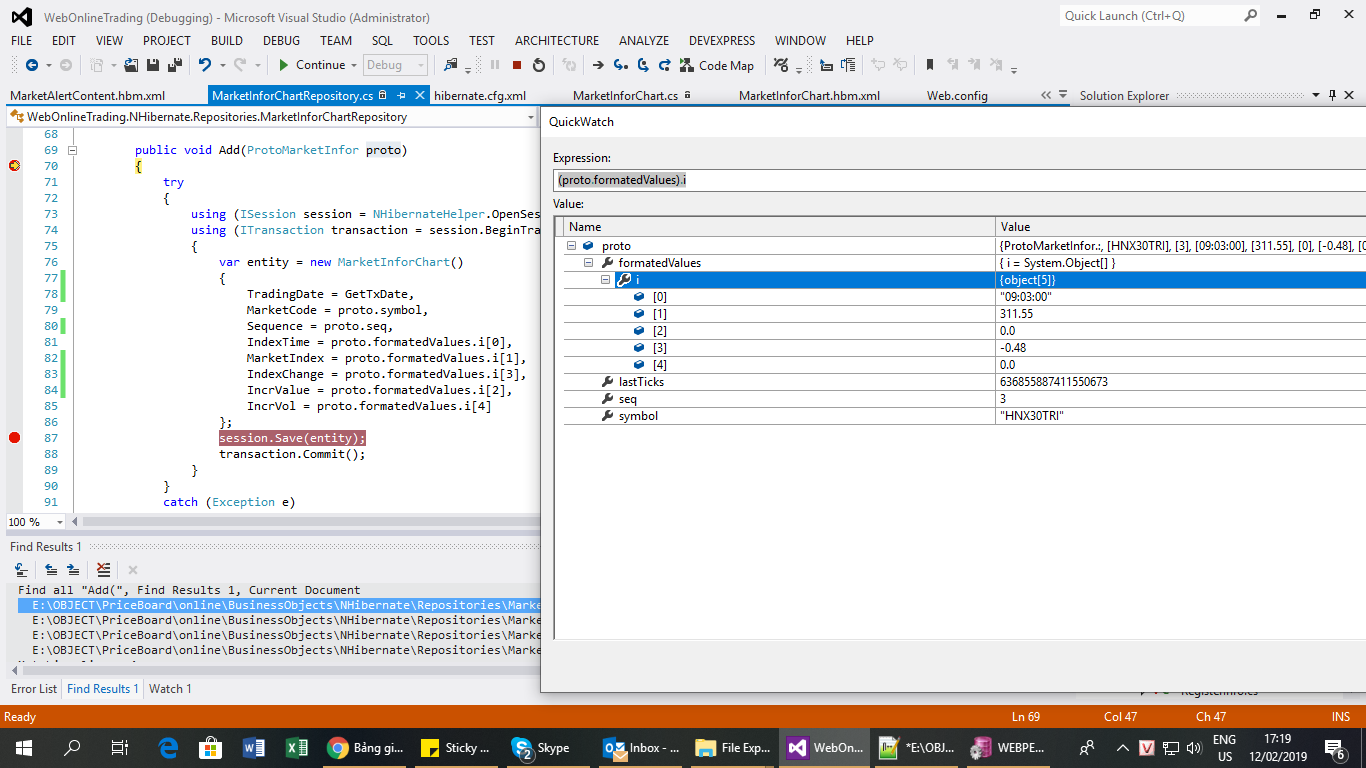 WebOnlineTrading (Debugging) - Microsoft Visual Studio (Administrator)
Quick Launch (Ctrl+Q)
FILE EDIT VIEW PROJECT BUILD DEBUG TEAM SQL TOOLS TEST ARCHITECTURE ANALYZE DEVEXPRESS WINDOW HELP
Continue Debug Code Map
MarketAlertContent.hbm.xml MarketInforChartRepository.cs hibernate.cfg.xml MarketInforChart.cs MarketInforChart.hbm.xml Web.config Solution Explorer
WebOnlineTrading.NHibernate.Repositories.MarketInforChartRepository
68
69 public void Add(ProtoMarketInfor proto)
70 {
71 try
72 {
73 using (ISession session = NHibernateHelper.OpenSes
74 using (ITransaction transaction = session.BeginTra
75 {
76 var entity = new MarketInforChart()
77 {
78 TradingDate = GetTxDate,
79 MarketCode = proto.symbol,
80 Sequence = proto.seq,
81 IndexTime = proto.formatedValues.i[0],
82 MarketIndex = proto.formatedValues.i[1],
83 IndexChange = proto.formatedValues.i[3],
84 IncrValue = proto.formatedValues.i[2],
85 IncrVol = proto.formatedValues.i[4]
86 };
87 session.Save(entity);
88 transaction.Commit();
89 }
90 }
91 catch (Exception e)
100 %
QuickWatch
Expression:
(proto.formatedValues).i
Value:
Name Value
proto {ProtoMarketInfor.:, [HNX30TRI], [3], [09:03:00], [311.55], [0], [-0.48], [0
formatedValues { i = System.Object[] }
i {object[5]}
[0] "09:03:00"
[1] 311.55
[2] 0.0
[3] -0.48
[4] 0.0
lastTicks 636855887411550673
seq 3
symbol "HNX30TRI"
Find Results 1
Find all "Add(", Find Results 1, Current Document
E:\OBJECT\PriceBoard\online\BusinessObjects\NHibernate\Repositories\Marke
E:\OBJECT\PriceBoard\online\BusinessObjects\NHibernate\Repositories\Marke
E:\OBJECT\PriceBoard\online\BusinessObjects\NHibernate\Repositories\Marke
E:\OBJECT\PriceBoard\online\BusinessObjects\NHibernate\Repositories\Marke
Error List Find Results 1 Watch 1
Ready Ln 69 Col 47 Ch 47 INS
Bảng gi... Sticky ... Skype Inbox - ... File Exp... WebOn... *E:\OBJ... WEBPE...
ENG
US
17:19
12/02/2019
2
6